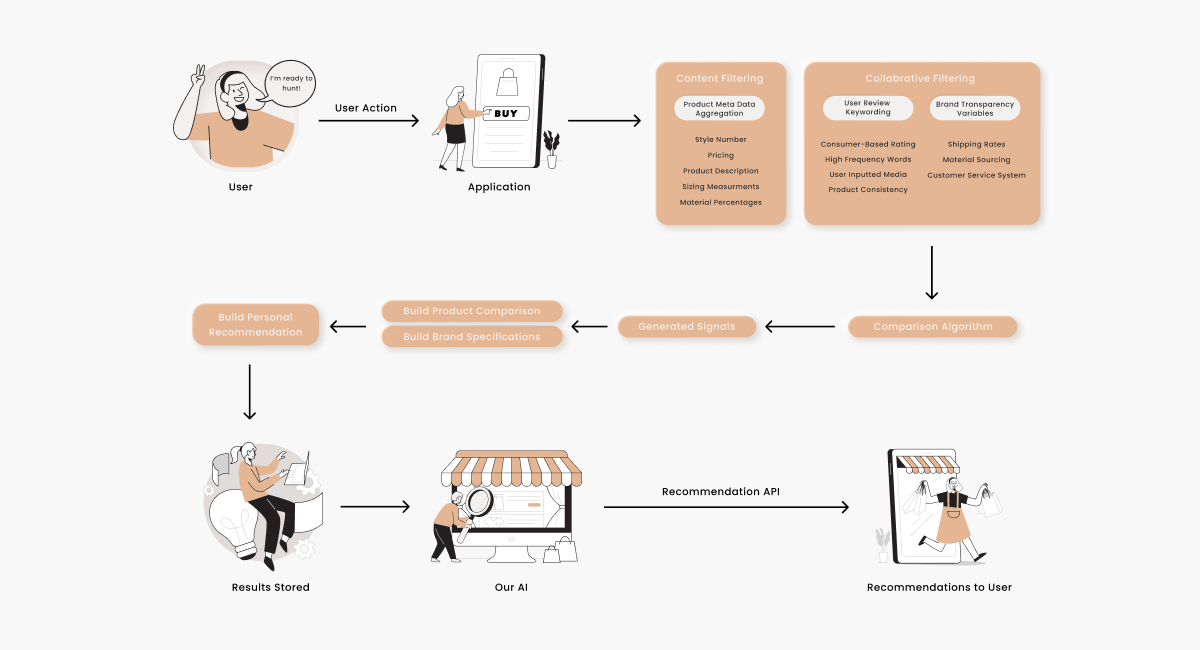 I'm ready to
hunt!
User Action
BUY
User
Application
Content Filtering
Product Meta Data
Aggregation
Style Number
Pricing
Product Description
Sizing Measurments
Material Percentages
Collabrative Filtering
User Review
Keywording
Consumer-Based Rating
High Frequency Words
User Inputted Media
Product Consistency
Brand Transparency
Variables
Shipping Rates
Material Sourcing
Customer Service System
Comparison Algorithm
Generated Signals
Build Product Comparison
Build Brand Specifications
Build Personal
Recommendation
Results Stored
Our AI
Recommendation API
Recommendations to User